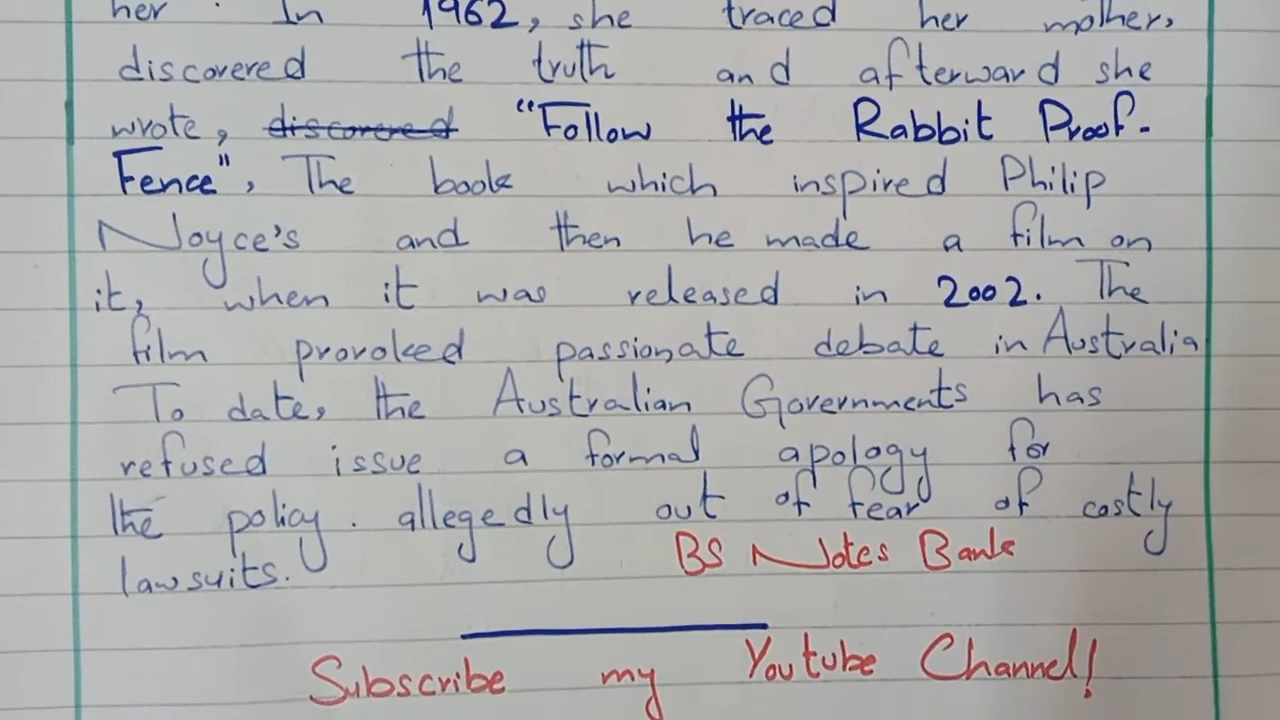 her. In 1962, she traced her mother,
discovered the truth and afterward she
wrote, discovered "Follow the Rabbit Proof-
Fence", The book which inspired Philip
Noyce's and then he made a film on
it, when it was released in 2002. The
film provoked passionate debate in Australia
To date, the Australian Governments has
refused issue a formal apology for
the policy. allegedly out of fear of costly
lawsuits.
BS Notes Bank
Subscribe my Youtube Channel!